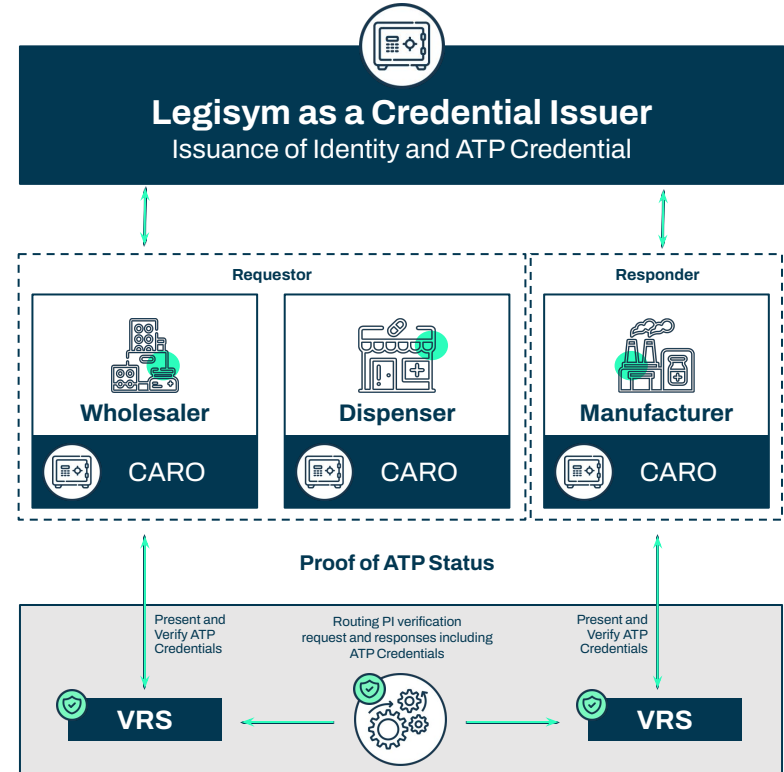 Legisym as a Credential Issuer
Issuance of Identity and ATP Credential
Requestor
Responder
Wholesaler
Dispenser
Manufacturer
CARO
CARO
CARO
Proof of ATP Status
Present and
Verify ATP
Credentials
Routing PI verification
request and responses including
ATP Credentials
Present and
Verify ATP
Credentials
VRS
VRS